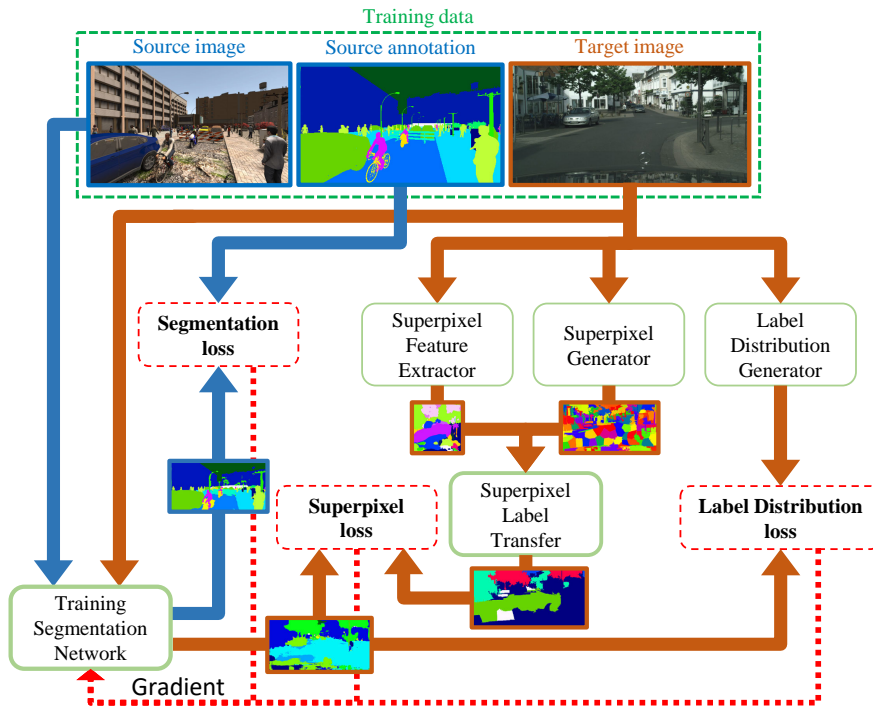 Training data
Source image
Source annotation
Target image
Segmentation
loss
Superpixel
Feature
Extractor
Superpixel
Generator
Label
Distribution
Generator
Superpixel
loss
Superpixel
Label
Transfer
Label Distribution
loss
Training
Segmentation
Network
Gradient